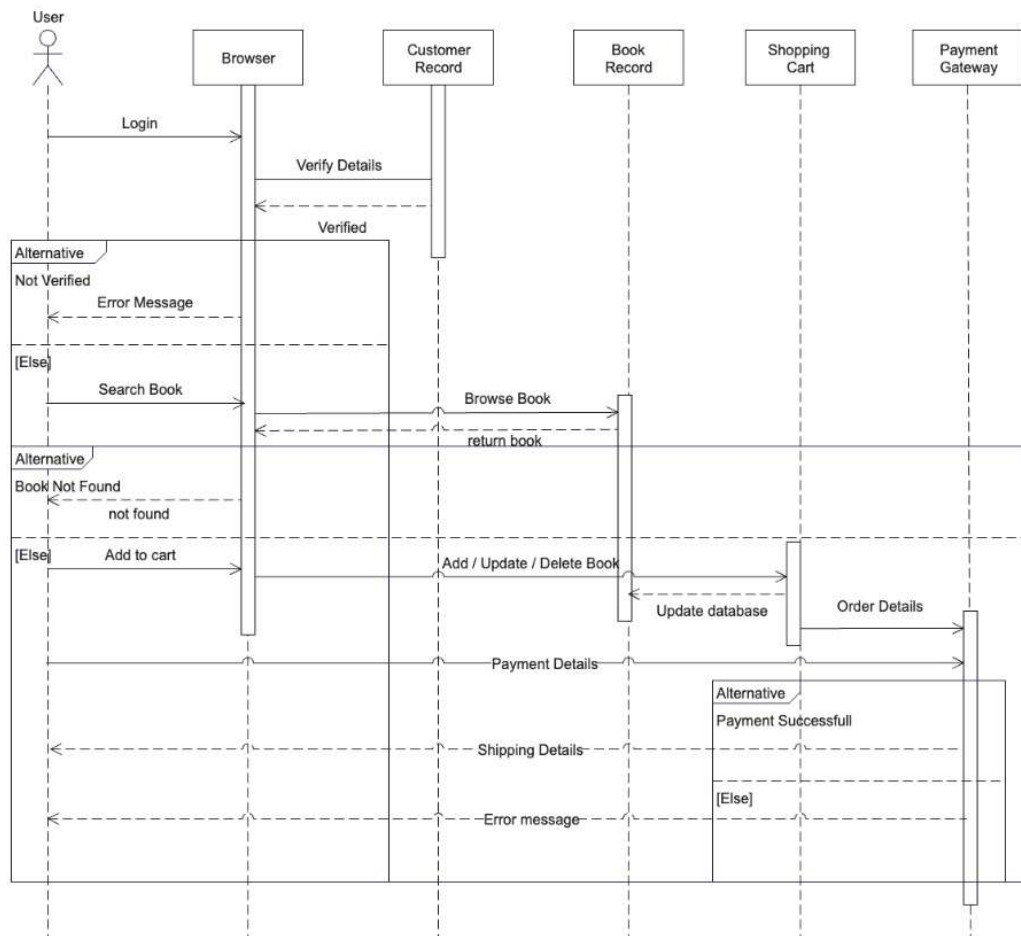 User
Browser
Customer
Record
Book
Record
Shopping
Cart
Payment
Gateway
Login
Verify Details
Verified
Alternative
Not Verified
Error Message
[Else]
Search Book
Browse Book
return book
Alternative
Book Not Found
not found
[Else]
Add to cart
Add / Update / Delete Book
Update database
Order Details
Payment Details
Alternative
Payment Successfull
Shipping Details
[Else]
Error message